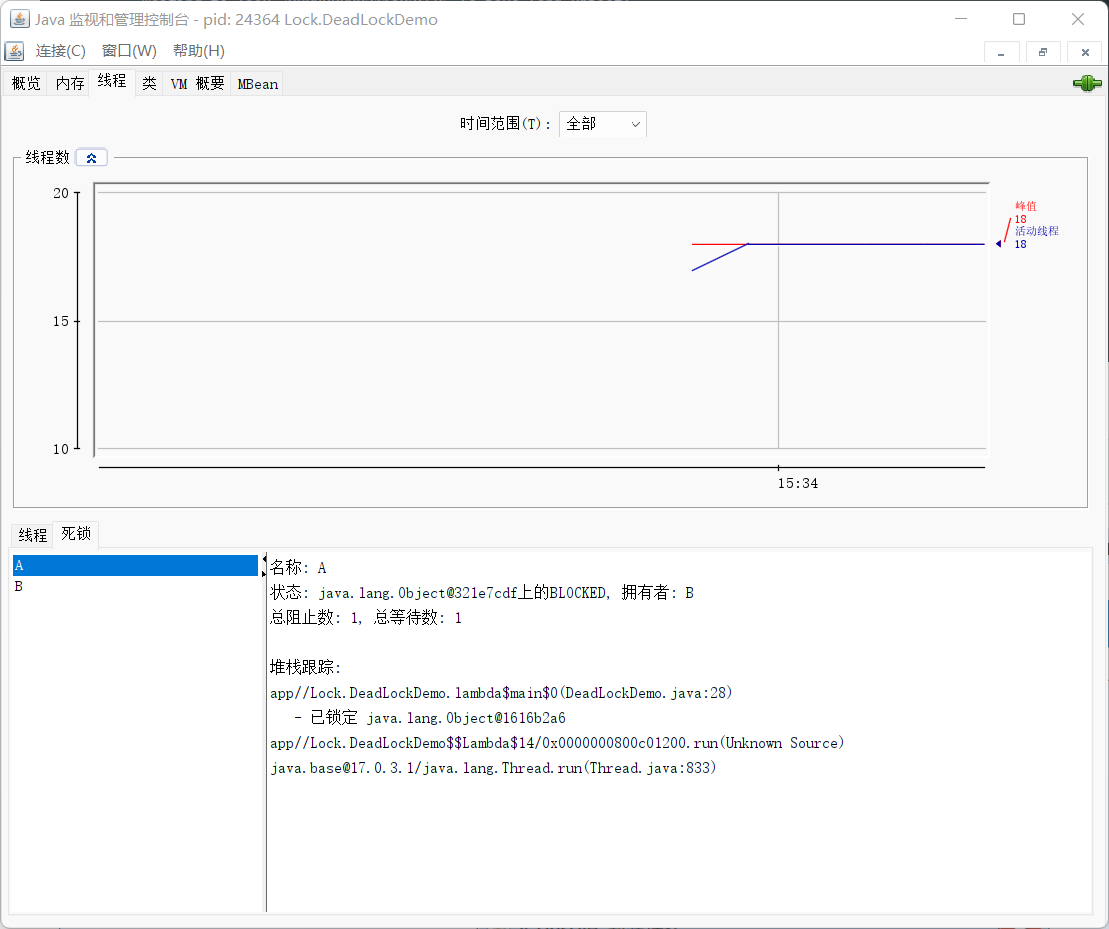 Java 监视和管理控制台 - pid: 24364 Lock.DeadLockDemo
连接(C) 窗口(W) 帮助(H)
概览 内存 线程 类 VM 概要 MBean
时间范围(T): 全部
线程数
20
15
10
峰值
18
活动线程
18
15:34
线程 死锁
A
B
名称: A
状态: java.lang.Object@321e7cdf上的BLOCKED, 拥有者: B
总阻止数: 1, 总等待数: 1
堆栈跟踪:
app//Lock.DeadLockDemo.lambda$main$0(DeadLockDemo.java:28)
- 已锁定 java.lang.Object@1616b2a6
app//Lock.DeadLockDemo$$Lambda$14/0x0000000800c01200.run(Unknown Source)
java.base@17.0.3.1/java.lang.Thread.run(Thread.java:833)